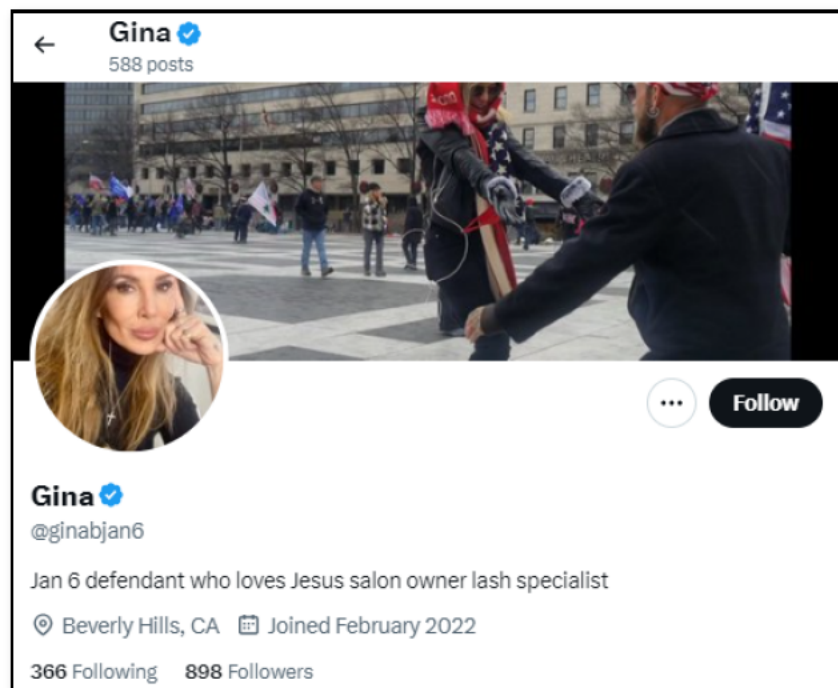 Gina
588 posts
Gina
@ginabjan6
Jan 6 defendant who loves Jesus salon owner lash specialist
Beverly Hills, CA Joined February 2022
366 Following 898 Followers
Follow